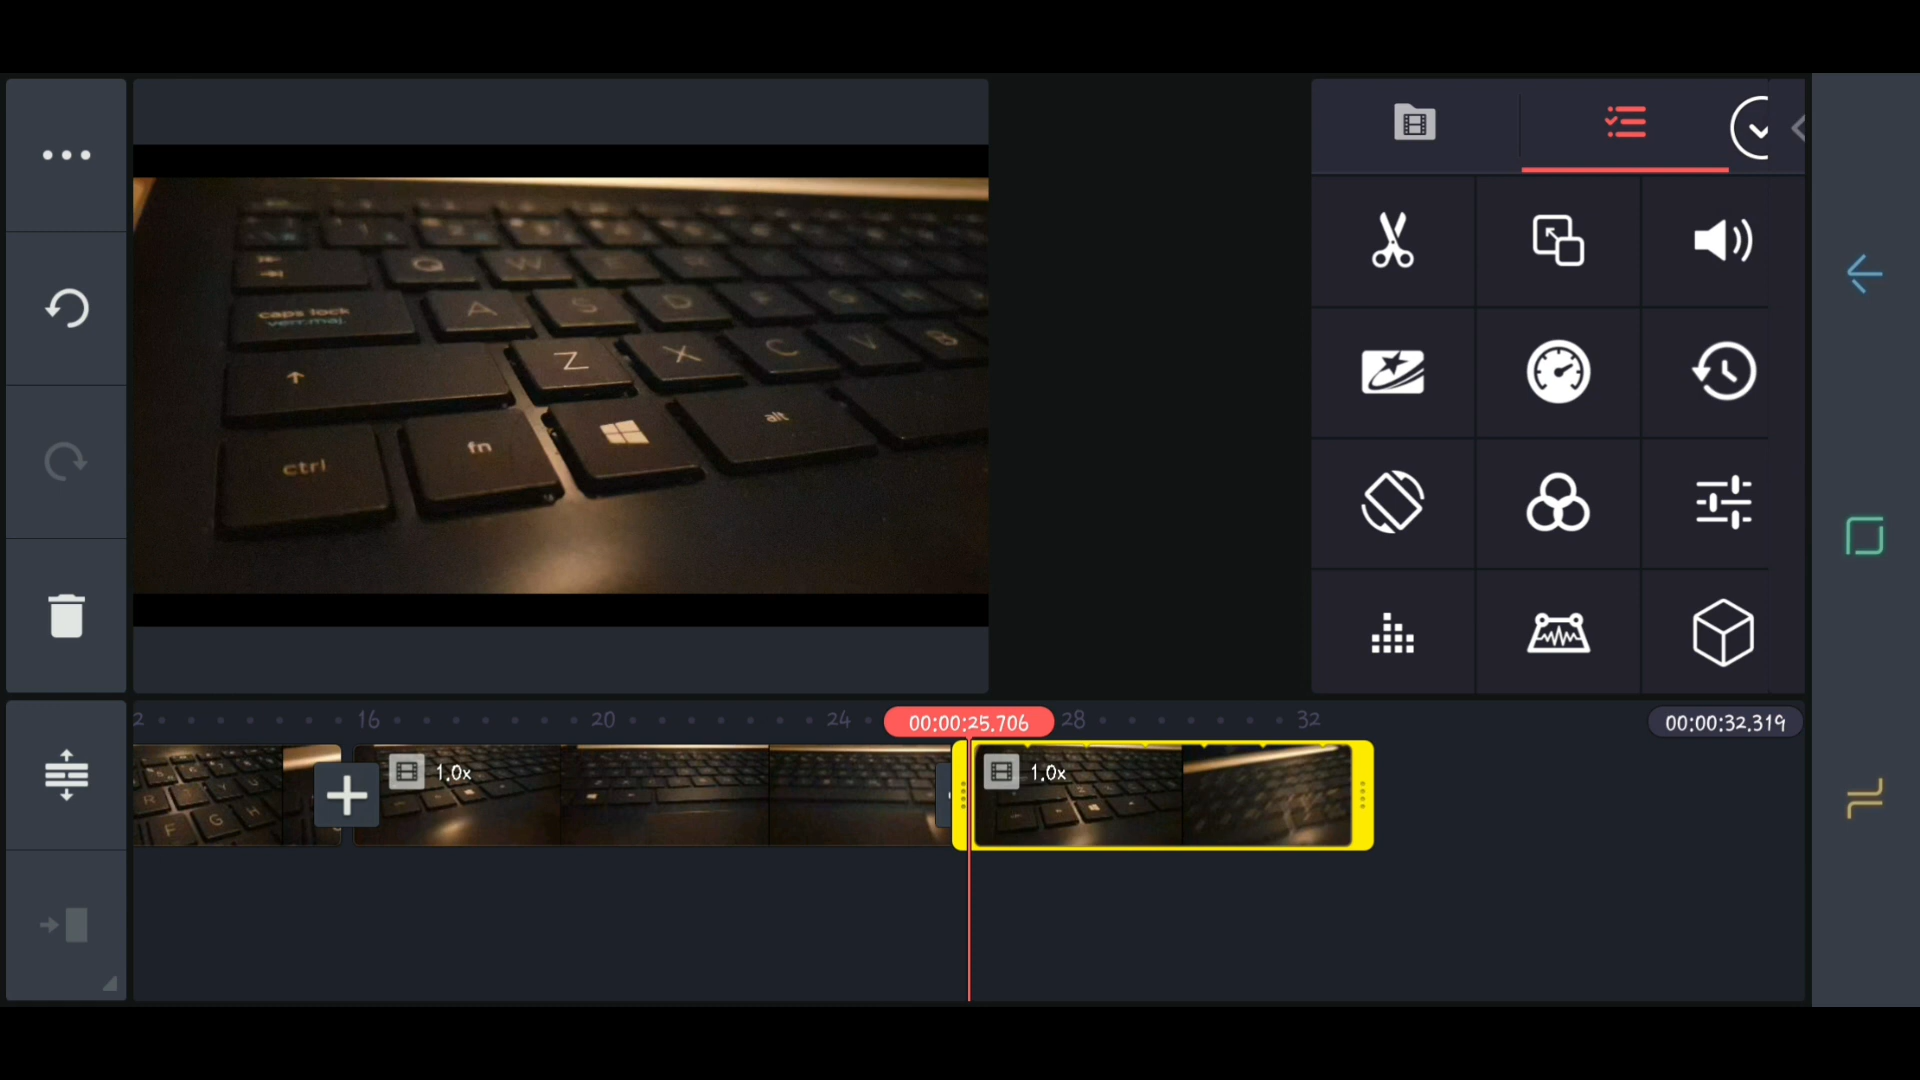 Q W
caps lock A S D
verr.maj.
Z X C V B
fn alt
ctrl
16 20 24 00:00:25.706 28 32 00:00:32.319
1.0x 1.0x
R T Y U
F G H